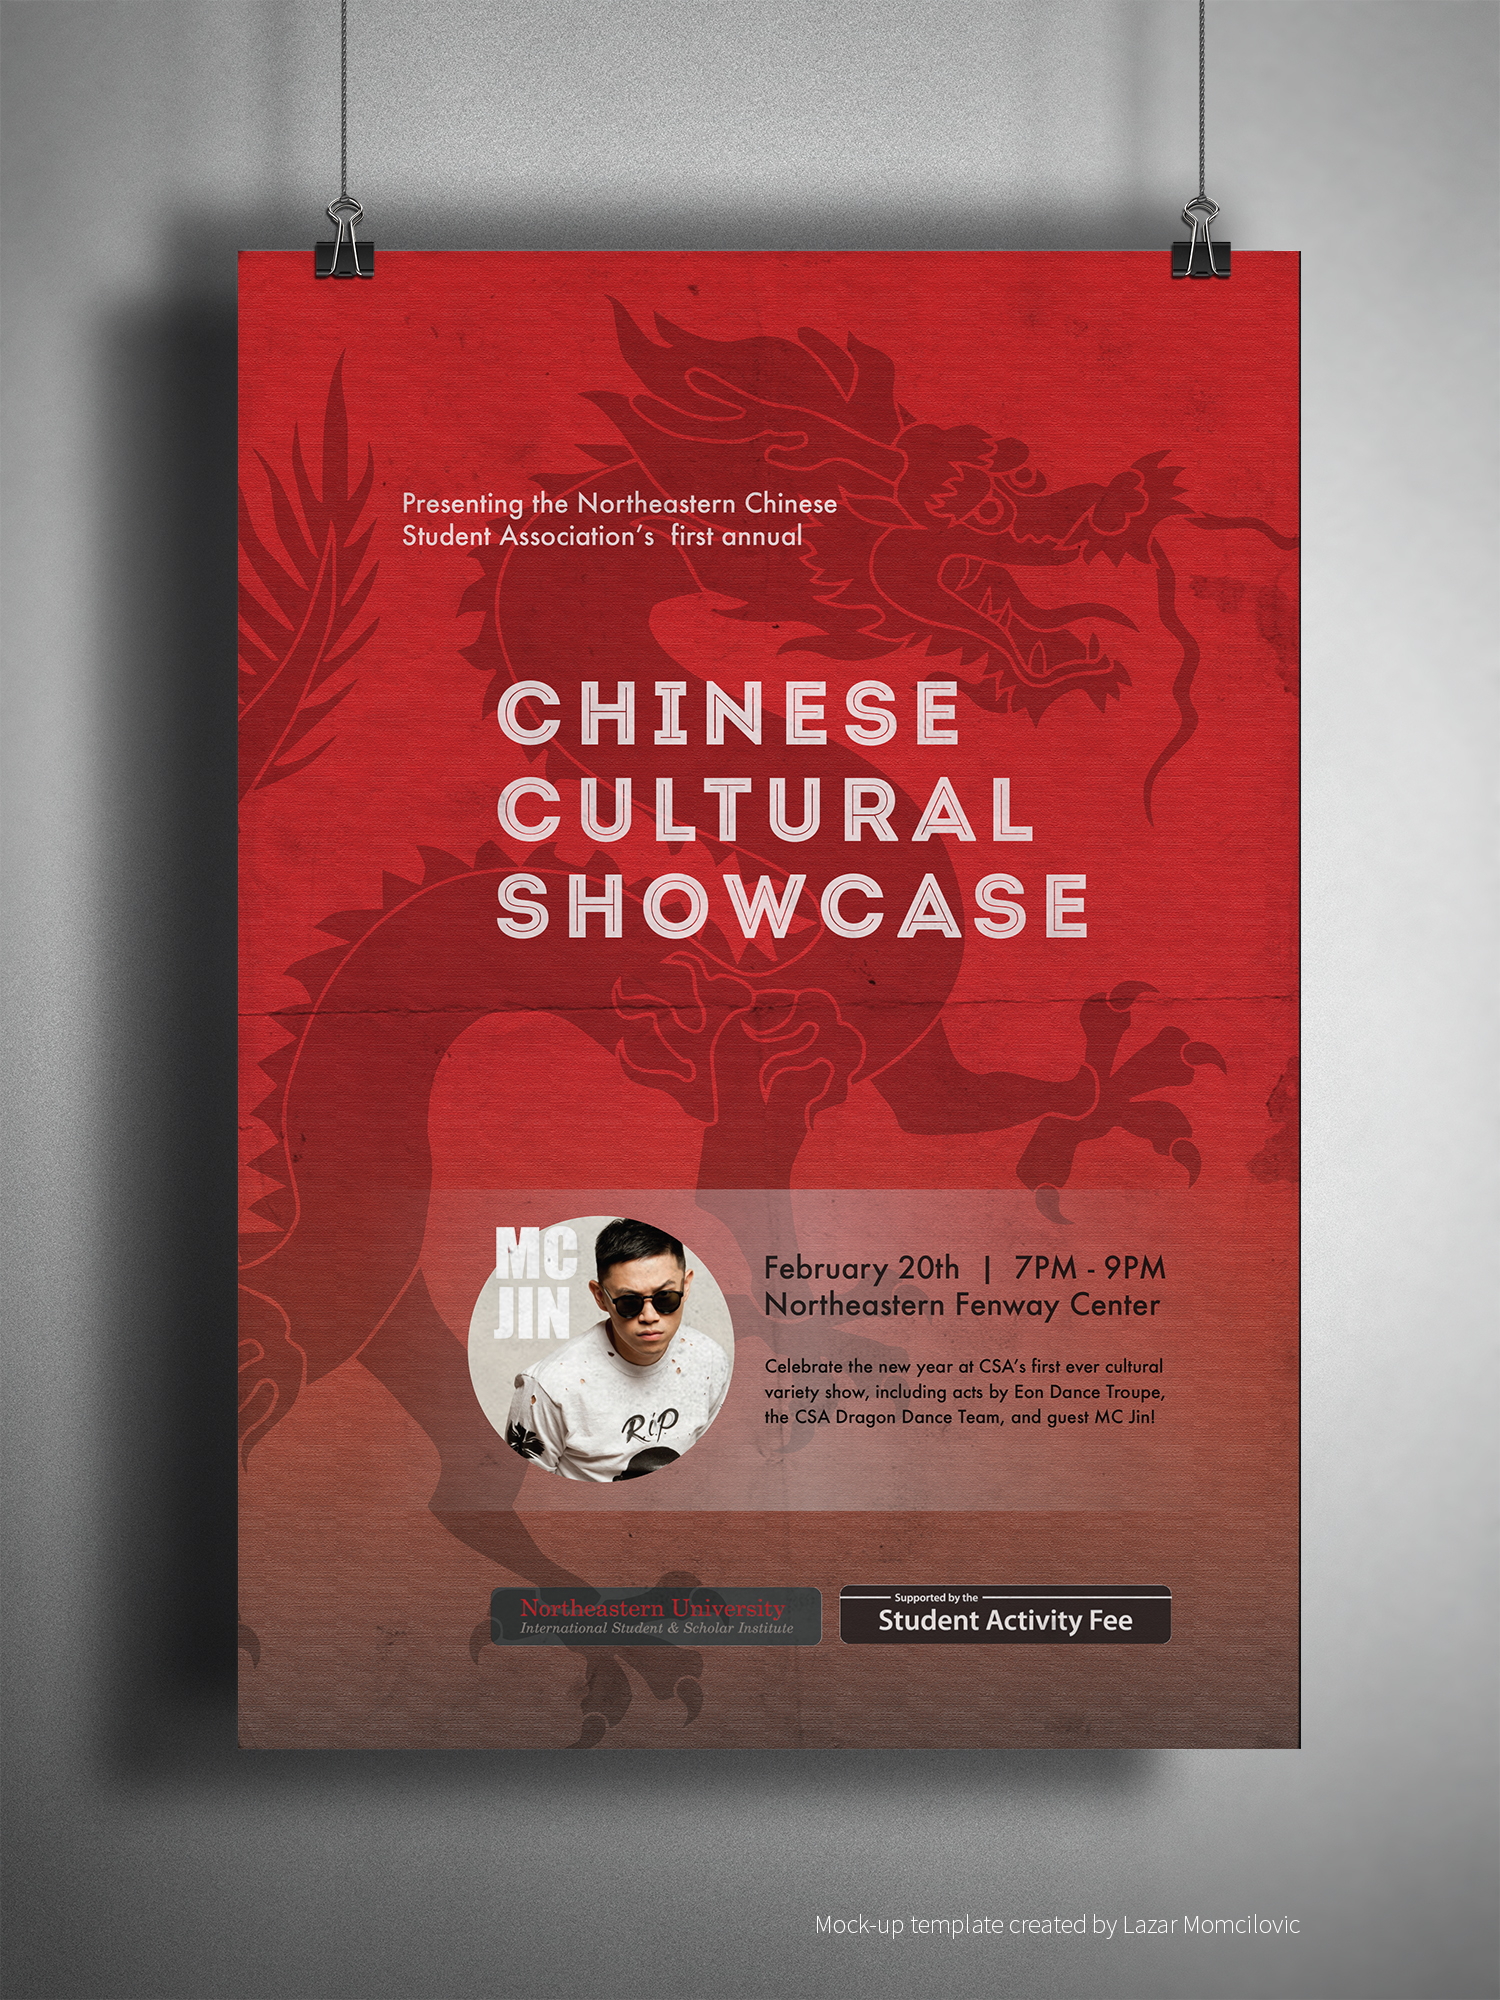 Presenting the Northeastern Chinese
Student Association's first annual
CHINESE
CULTURAL
SHOWCASE
MC
JIN
R.i.P
February 20th | 7PM - 9PM
Northeastern Fenway Center
Celebrate the new year at CSA's first ever cultural
variety show, including acts by Eon Dance Troupe,
the CSA Dragon Dance Team, and guest MC Jin!
Northeastern University
International Student & Scholar Institute
Supported by the
Student Activity Fee
Mock-up template created by Lazar Momcilovic